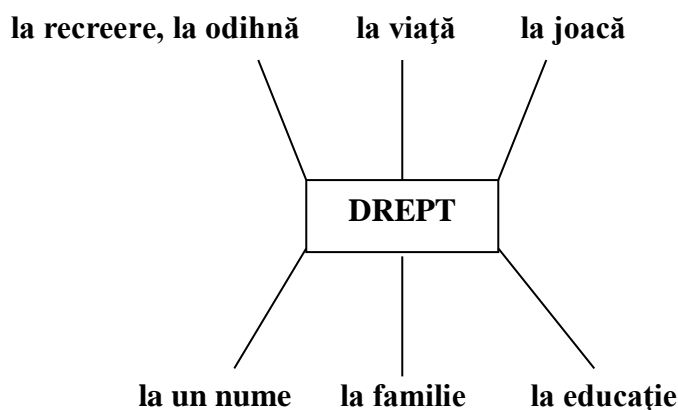 la recreere, la odihnă la viaţă la joacă
DREPT
la un nume la familie la educaţie